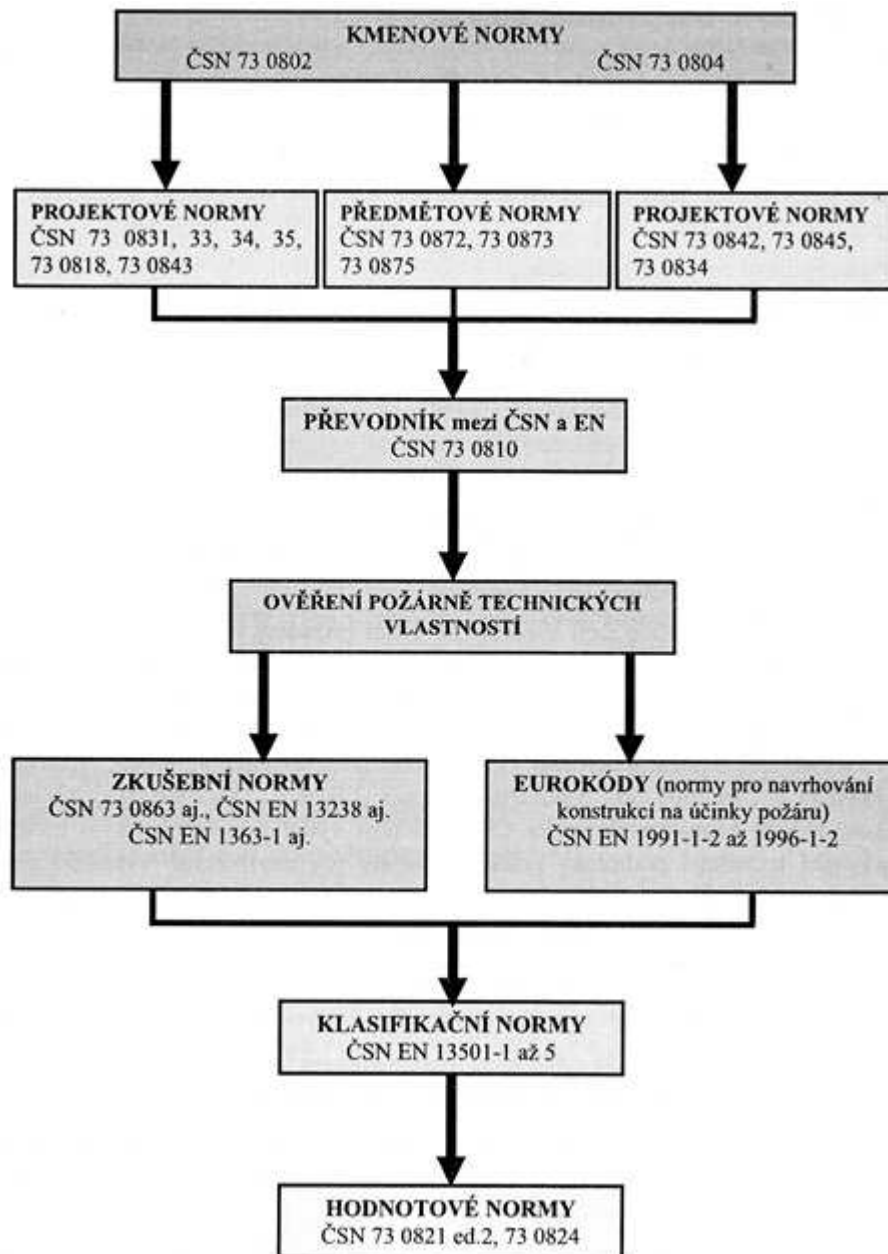 KMENOVÉ NORMY
ČSN 73 0802 ČSN 73 0804
PROJEKTOVÉ NORMY
ČSN 73 0831, 33, 34, 35,
73 0818, 73 0843
PŘEDMĚTOVÉ NORMY
ČSN 73 0872, 73 0873
73 0875
PROJEKTOVÉ NORMY
ČSN 73 0842, 73 0845,
73 0834
PŘEVODNÍK mezi ČSN a EN
ČSN 73 0810
OVĚŘENÍ POŽÁRNĚ TECHNICKÝCH
VLASTNOSTÍ
ZKUŠEBNÍ NORMY
ČSN 73 0863 aj., ČSN EN 13238 aj.
ČSN EN 1363-1 aj.
EUROKÓDY (normy pro navrhování
konstrukcí na účinky požáru)
ČSN EN 1991-1-2 až 1996-1-2
KLASIFIKAČNÍ NORMY
ČSN EN 13501-1 až 5
HODNOTOVÉ NORMY
ČSN 73 0821 ed.2, 73 0824